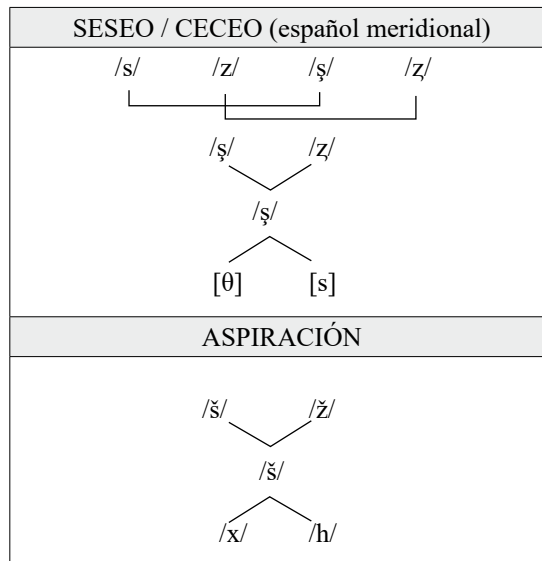 SESEO / CECEO (español meridional)
/s/ /z/ /ş/ /z̦/
/ş/ /z̦/
/ş/
[θ] [s]
ASPIRACIÓN
/š/ /ž/
/š/
/x/ /h/